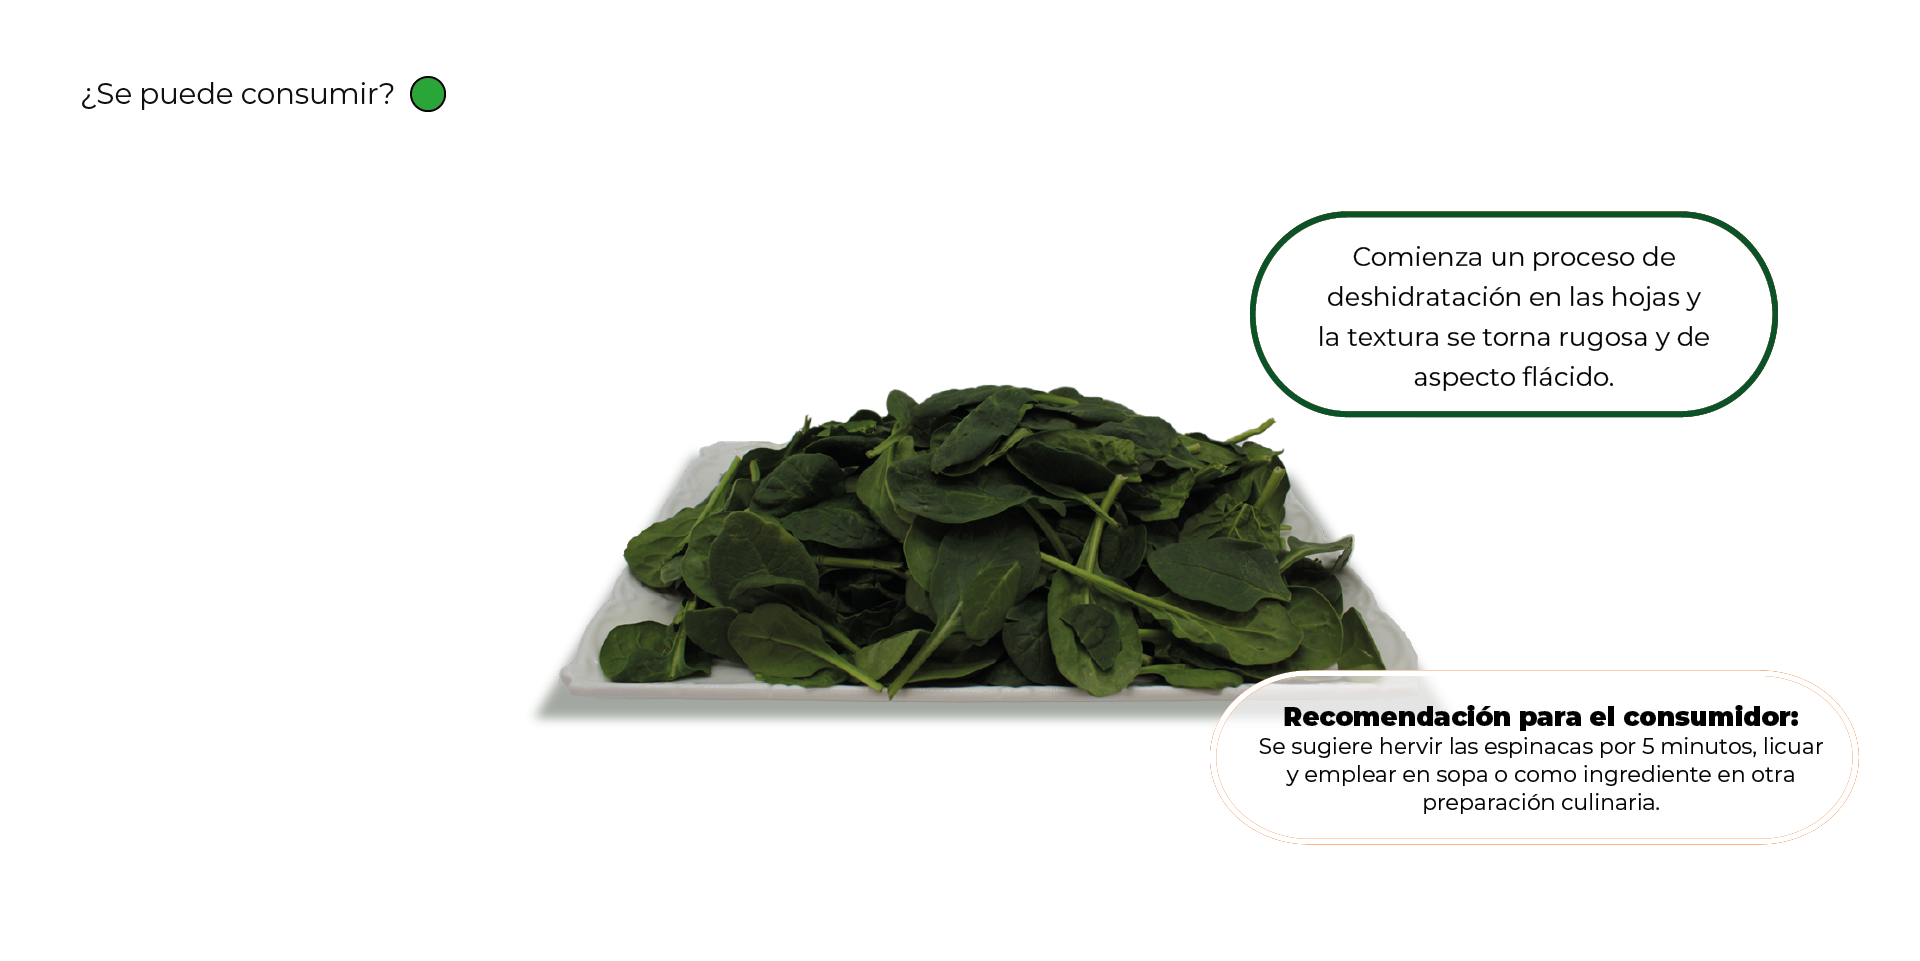 ¿Se puede consumir?
Comienza un proceso de
deshidratación en las hojas y
la textura se torna rugosa y de
aspecto flácido.
Recomendación para el consumidor:
Se sugiere hervir las espinacas por 5 minutos, licuar
y emplear en sopa o como ingrediente en otra
preparación culinaria.